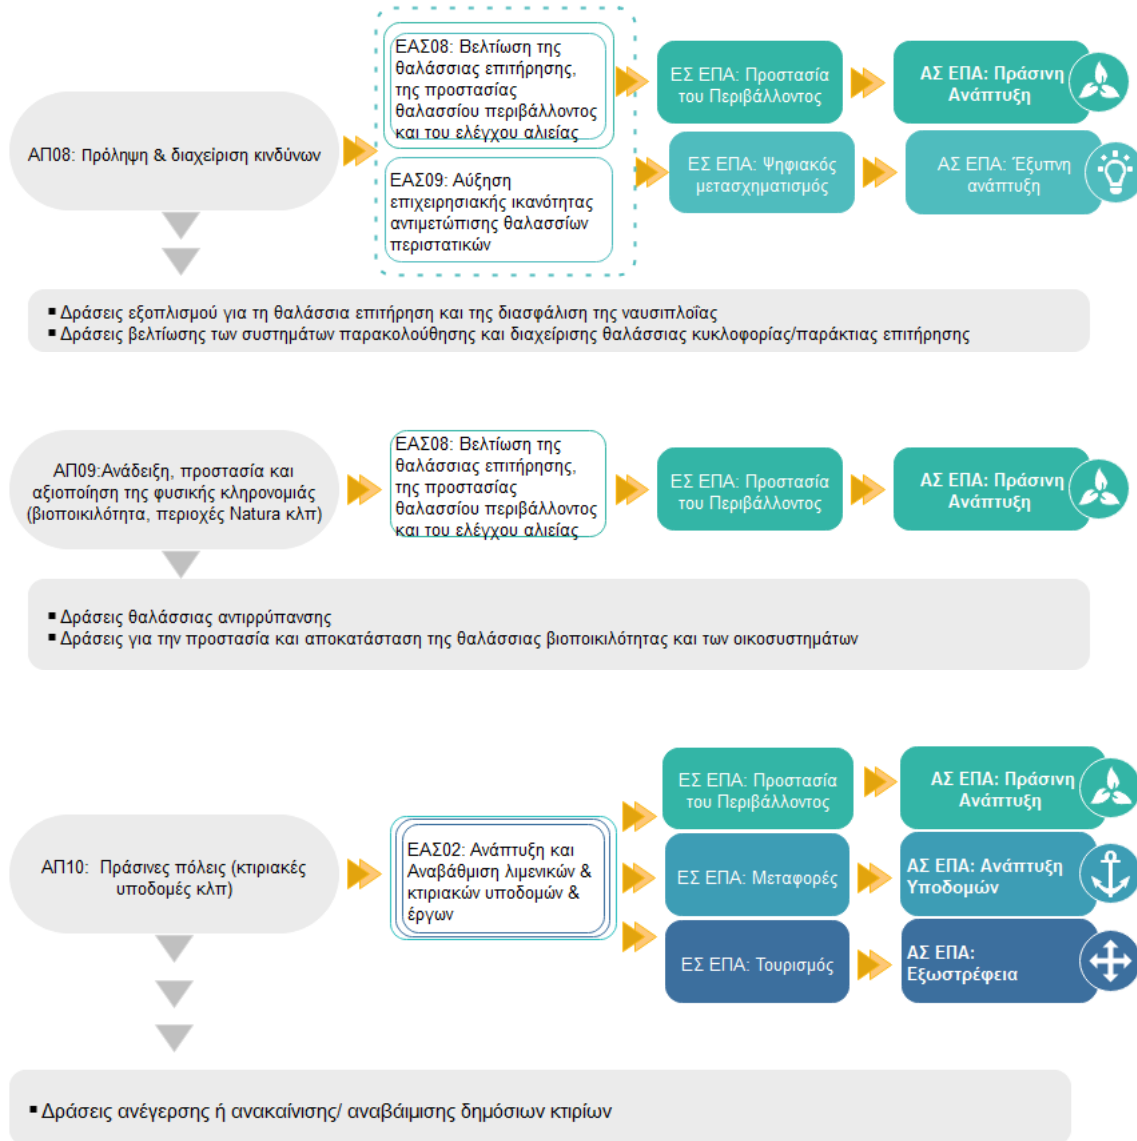 ΑΠ08: Πρόληψη & διαχείριση κινδύνων
ΕΑΣ08: Βελτίωση της
θαλάσσιας επιτήρησης,
της προστασίας
θαλασσίου περιβάλλοντος
και του ελέγχου αλιείας
ΕΑΣ09: Αύξηση
επιχειρησιακής ικανότητας
αντιμετώπισης θαλασσίων
περιστατικών
ΕΣ ΕΠΑ: Προστασία
του Περιβάλλοντος
ΑΣ ΕΠΑ: Πράσινη
Ανάπτυξη
ΕΣ ΕΠΑ: Ψηφιακός
μετασχηματισμός
ΑΣ ΕΠΑ: Έξυπνη
ανάπτυξη
▪ Δράσεις εξοπλισμού για τη θαλάσσια επιτήρηση και της διασφάλιση της ναυσιπλοΐας
▪ Δράσεις βελτίωσης των συστημάτων παρακολούθησης και διαχείρισης θαλάσσιας κυκλοφορίας/παράκτιας επιτήρησης
ΑΠ09:Ανάδειξη, προστασία και
αξιοποίηση της φυσικής κληρονομιάς
(βιοποικιλότητα, περιοχές Natura κλπ)
ΕΑΣ08: Βελτίωση της
θαλάσσιας επιτήρησης,
της προστασίας
θαλασσίου περιβάλλοντος
και του ελέγχου αλιείας
ΕΣ ΕΠΑ: Προστασία
του Περιβάλλοντος
ΑΣ ΕΠΑ: Πράσινη
Ανάπτυξη
▪ Δράσεις θαλάσσιας αντιρρύπανσης
▪ Δράσεις για την προστασία και αποκατάσταση της θαλάσσιας βιοποικιλότητας και των οικοσυστημάτων
ΑΠ10: Πράσινες πόλεις (κτιριακές
υποδομές κλπ)
ΕΑΣ02: Ανάπτυξη και
Αναβάθμιση λιμενικών &
κτιριακών υποδομών &
έργων
ΕΣ ΕΠΑ: Προστασία
του Περιβάλλοντος
ΑΣ ΕΠΑ: Πράσινη
Ανάπτυξη
ΕΣ ΕΠΑ: Μεταφορές
ΑΣ ΕΠΑ: Ανάπτυξη
Υποδομών
ΕΣ ΕΠΑ: Τουρισμός
ΑΣ ΕΠΑ:
Εξωστρέφεια
▪ Δράσεις ανέγερσης ή ανακαίνισης/ αναβάιμισης δημόσιων κτιρίων